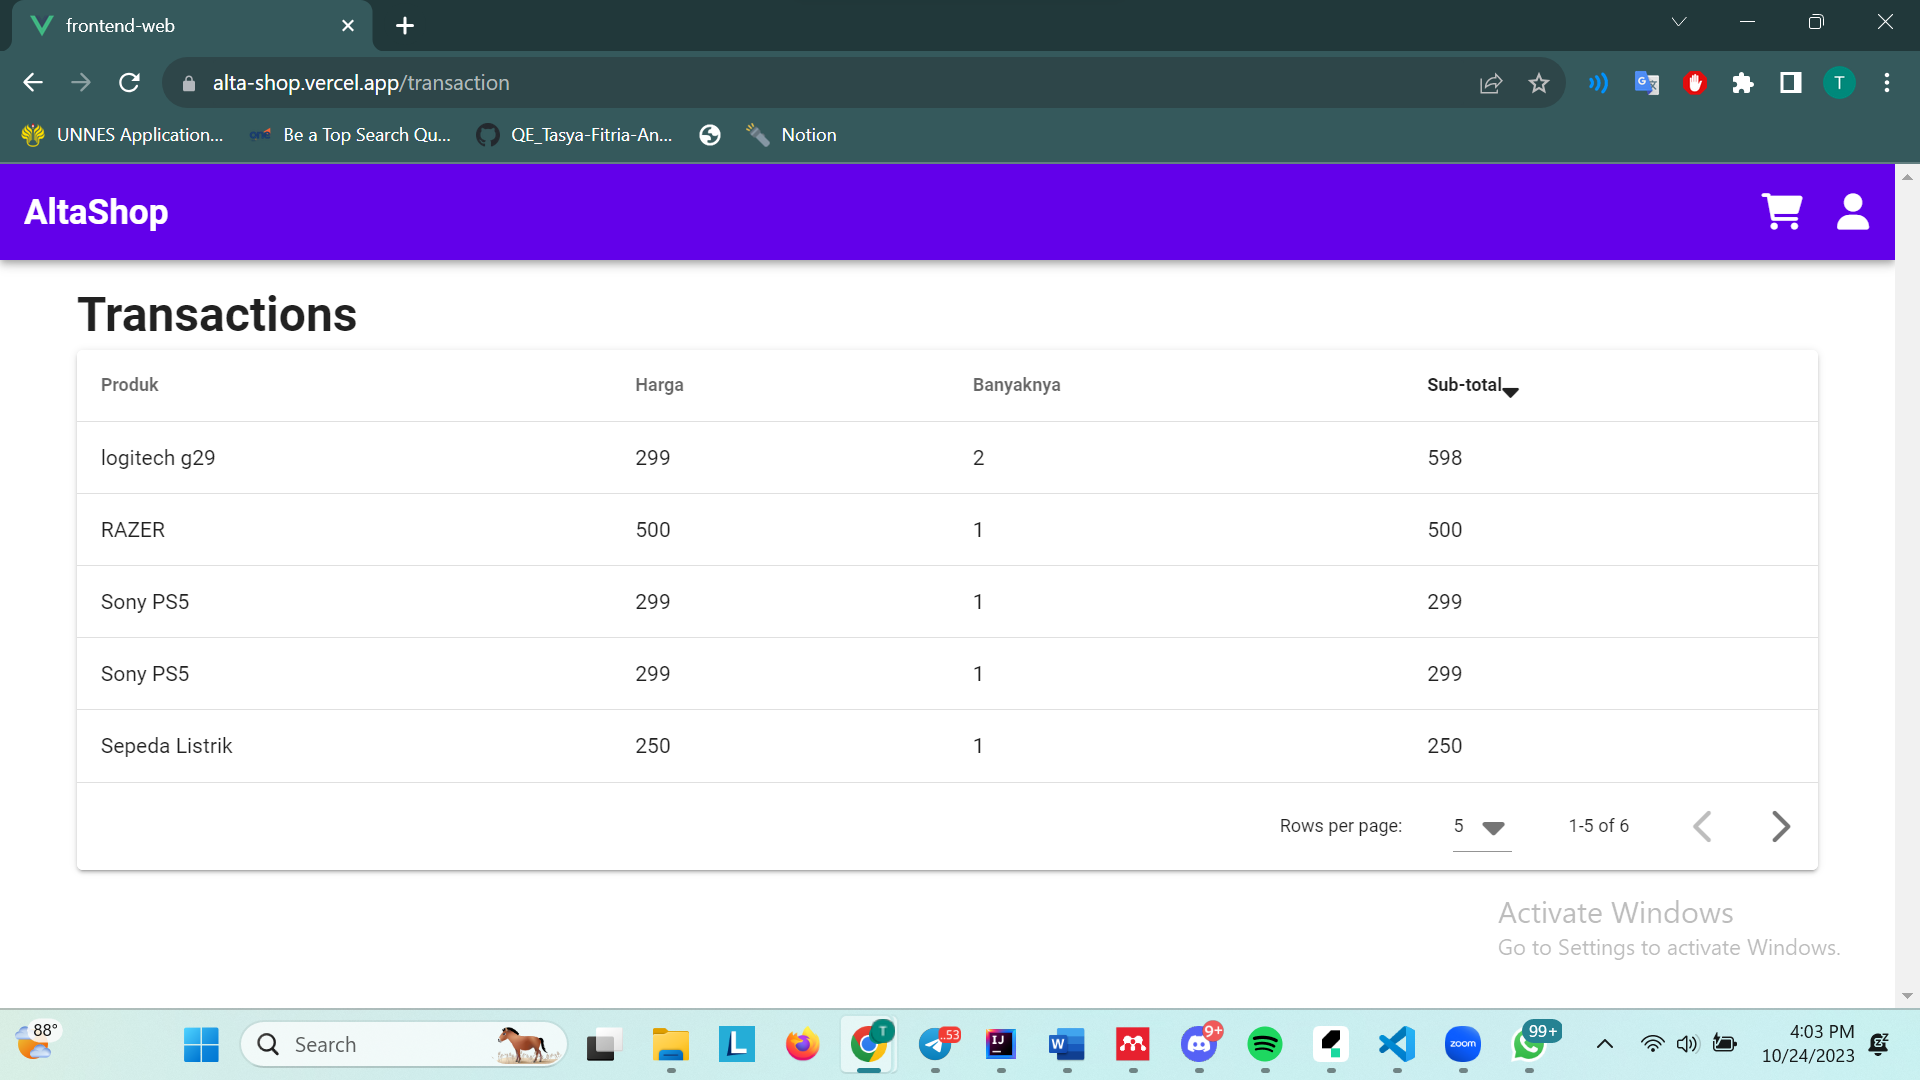 frontend-web
alta-shop.vercel.app/transaction
T
UNNES Application...
one Be a Top Search Qu...
QE_Tasya-Fitria-An...
Notion
AltaShop
Transactions
Produk Harga Banyaknya Sub-total
logitech g29 299 2 598
RAZER 500 1 500
Sony PS5 299 1 299
Sony PS5 299 1 299
Sepeda Listrik 250 1 250
Rows per page: 5 1-5 of 6
Activate Windows
Go to Settings to activate Windows.
88°
Search
L
T
.53
IJ
W
9+
zoom
99+
4:03 PM
10/24/2023